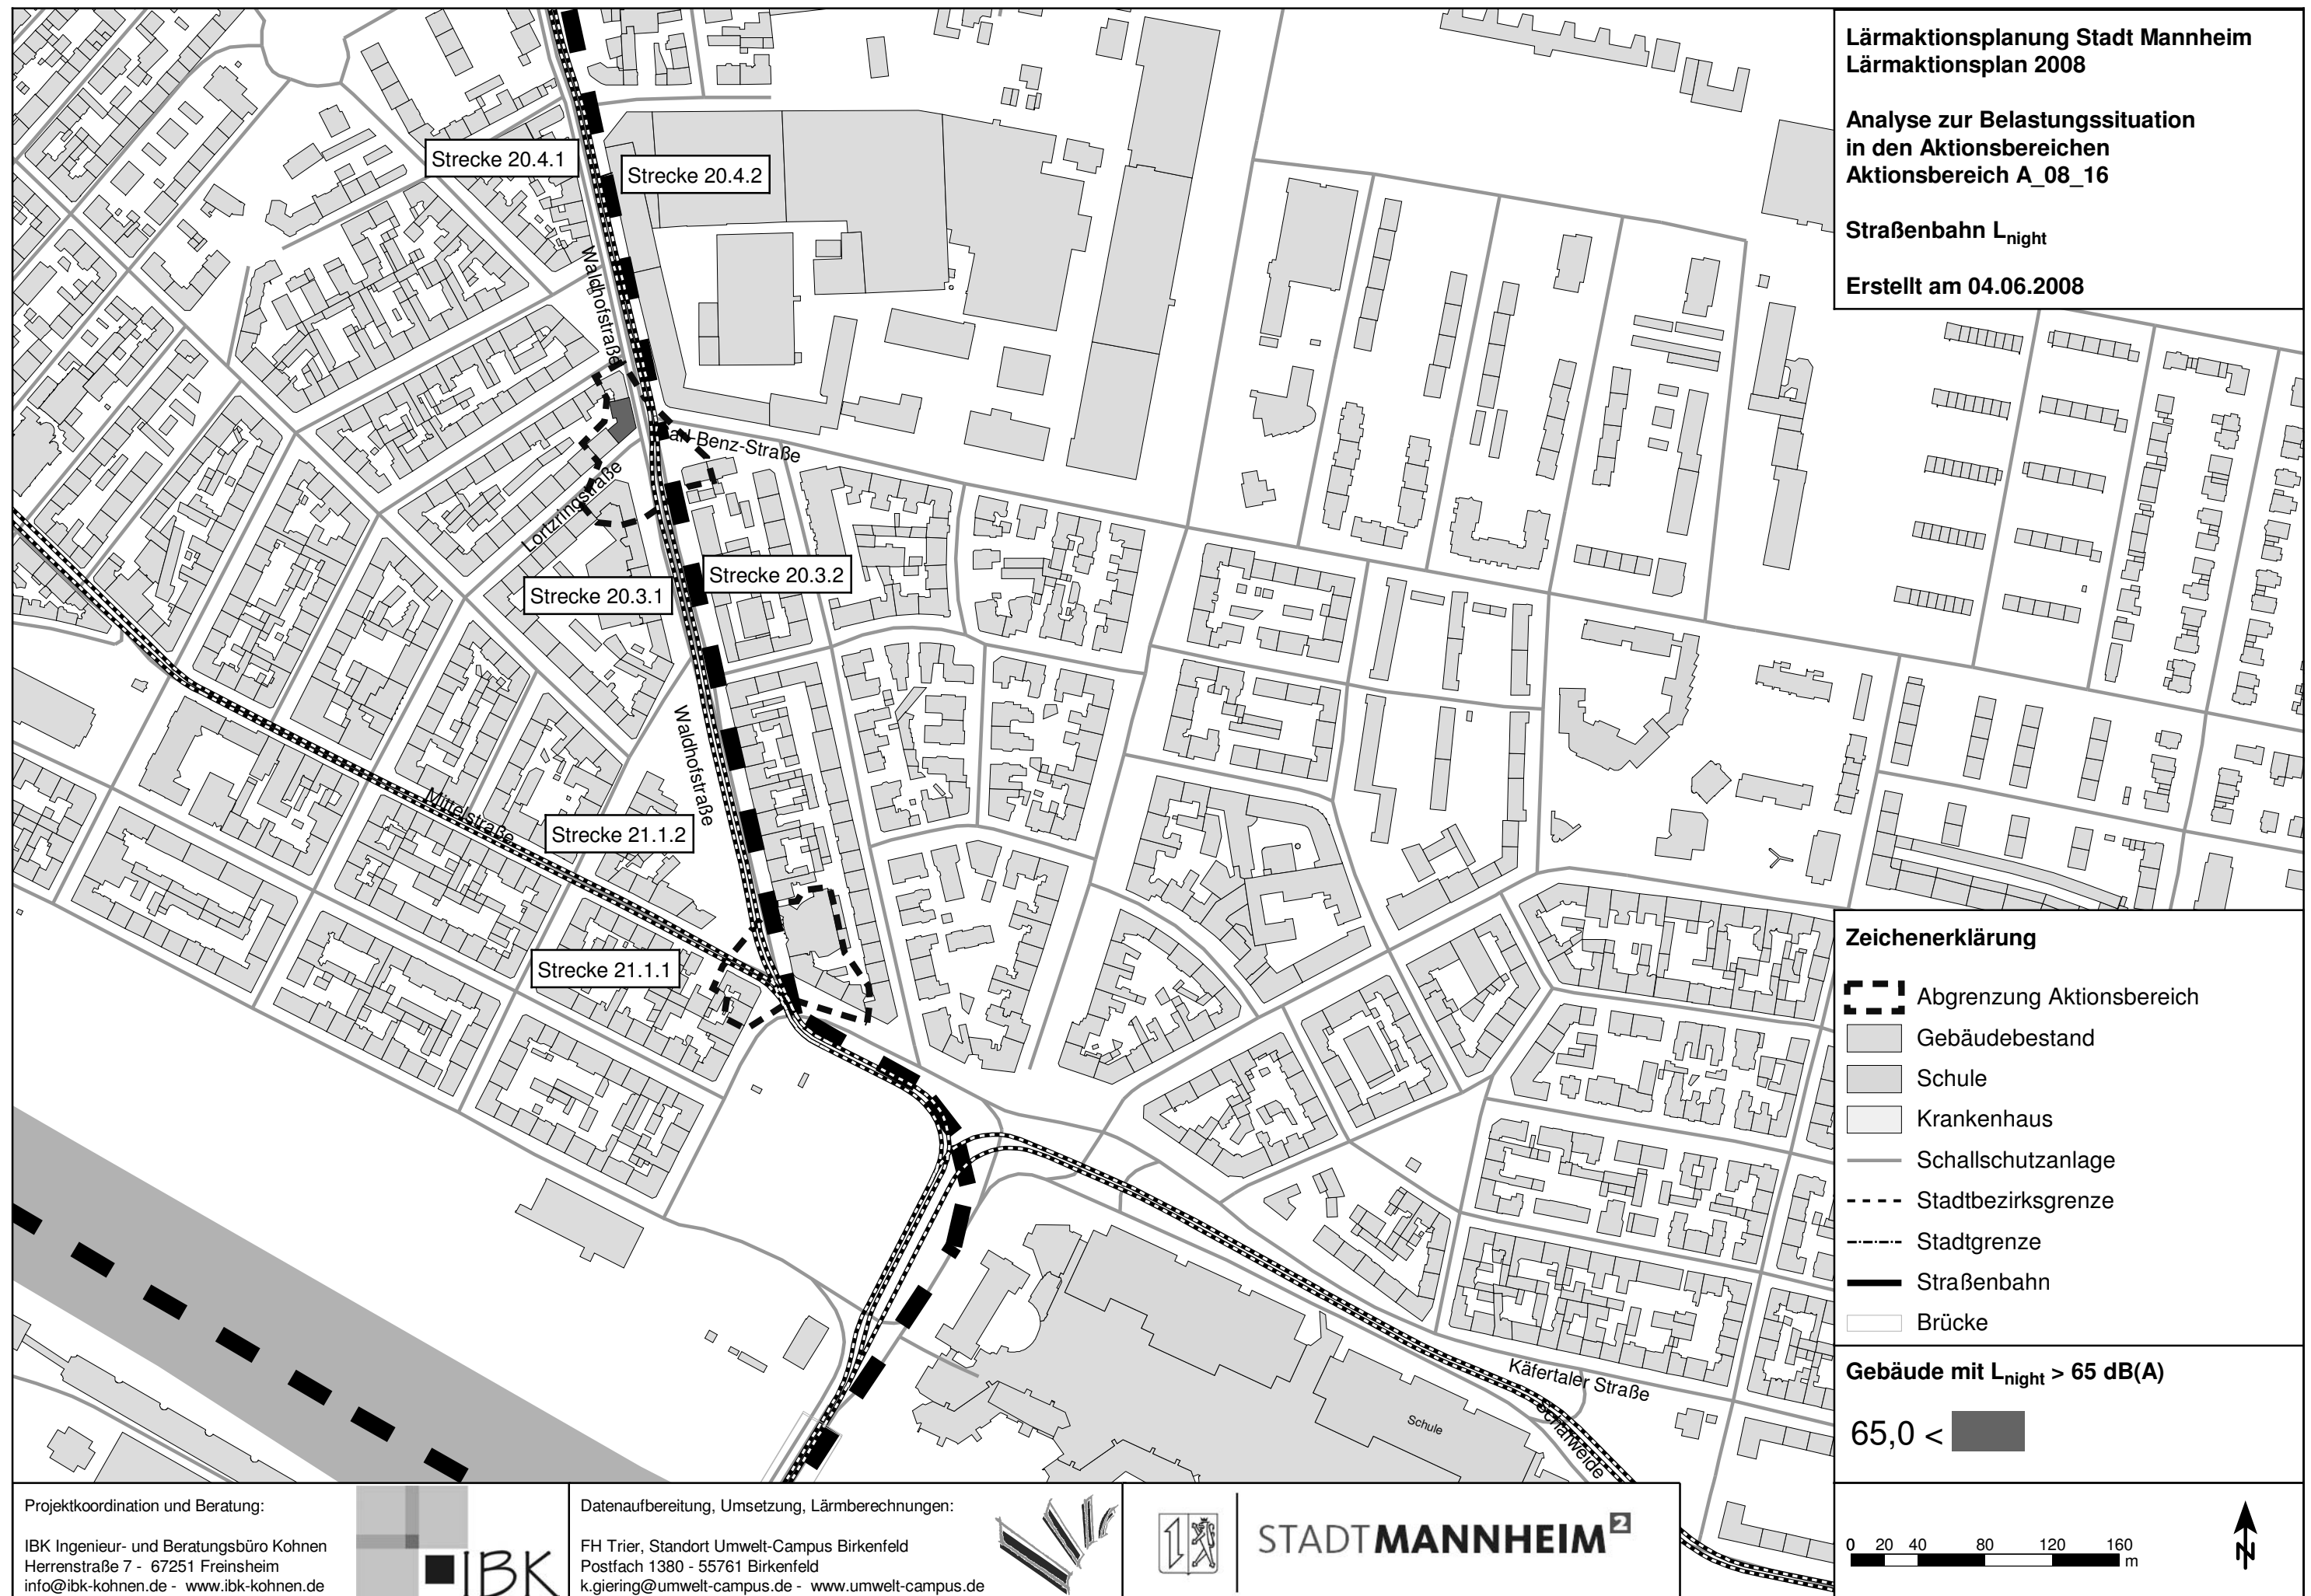 Lärmaktionsplanung Stadt Mannheim
Lärmaktionsplan 2008
Analyse zur Belastungssituation
in den Aktionsbereichen
Aktionsbereich A_08_16
Straßenbahn Lnight
Erstellt am 04.06.2008
Strecke 20.4.1
Strecke 20.4.2
Waldhofstraße
Carl-Benz-Straße
Lortzringstraße
Strecke 20.3.2
Strecke 20.3.1
Waldhofstraße
Mittelstraße
Strecke 21.1.2
Strecke 21.1.1
Käfertaler Straße
Schafweide
Schule
Zeichenerklärung
Abgrenzung Aktionsbereich
Gebäudebestand
Schule
Krankenhaus
Schallschutzanlage
Stadtbezirksgrenze
Stadtgrenze
Straßenbahn
Brücke
Gebäude mit Lnight > 65 dB(A)
65,0 <
0 20 40 80 120 160
m
N
Projektkoordination und Beratung:
IBK Ingenieur- und Beratungsbüro Kohnen
Herrenstraße 7 - 67251 Freinsheim
info@ibk-kohnen.de - www.ibk-kohnen.de
IBK
Datenaufbereitung, Umsetzung, Lärmberechnungen:
FH Trier, Standort Umwelt-Campus Birkenfeld
Postfach 1380 - 55761 Birkenfeld
k.giering@umwelt-campus.de - www.umwelt-campus.de
STADTMANNHEIM²